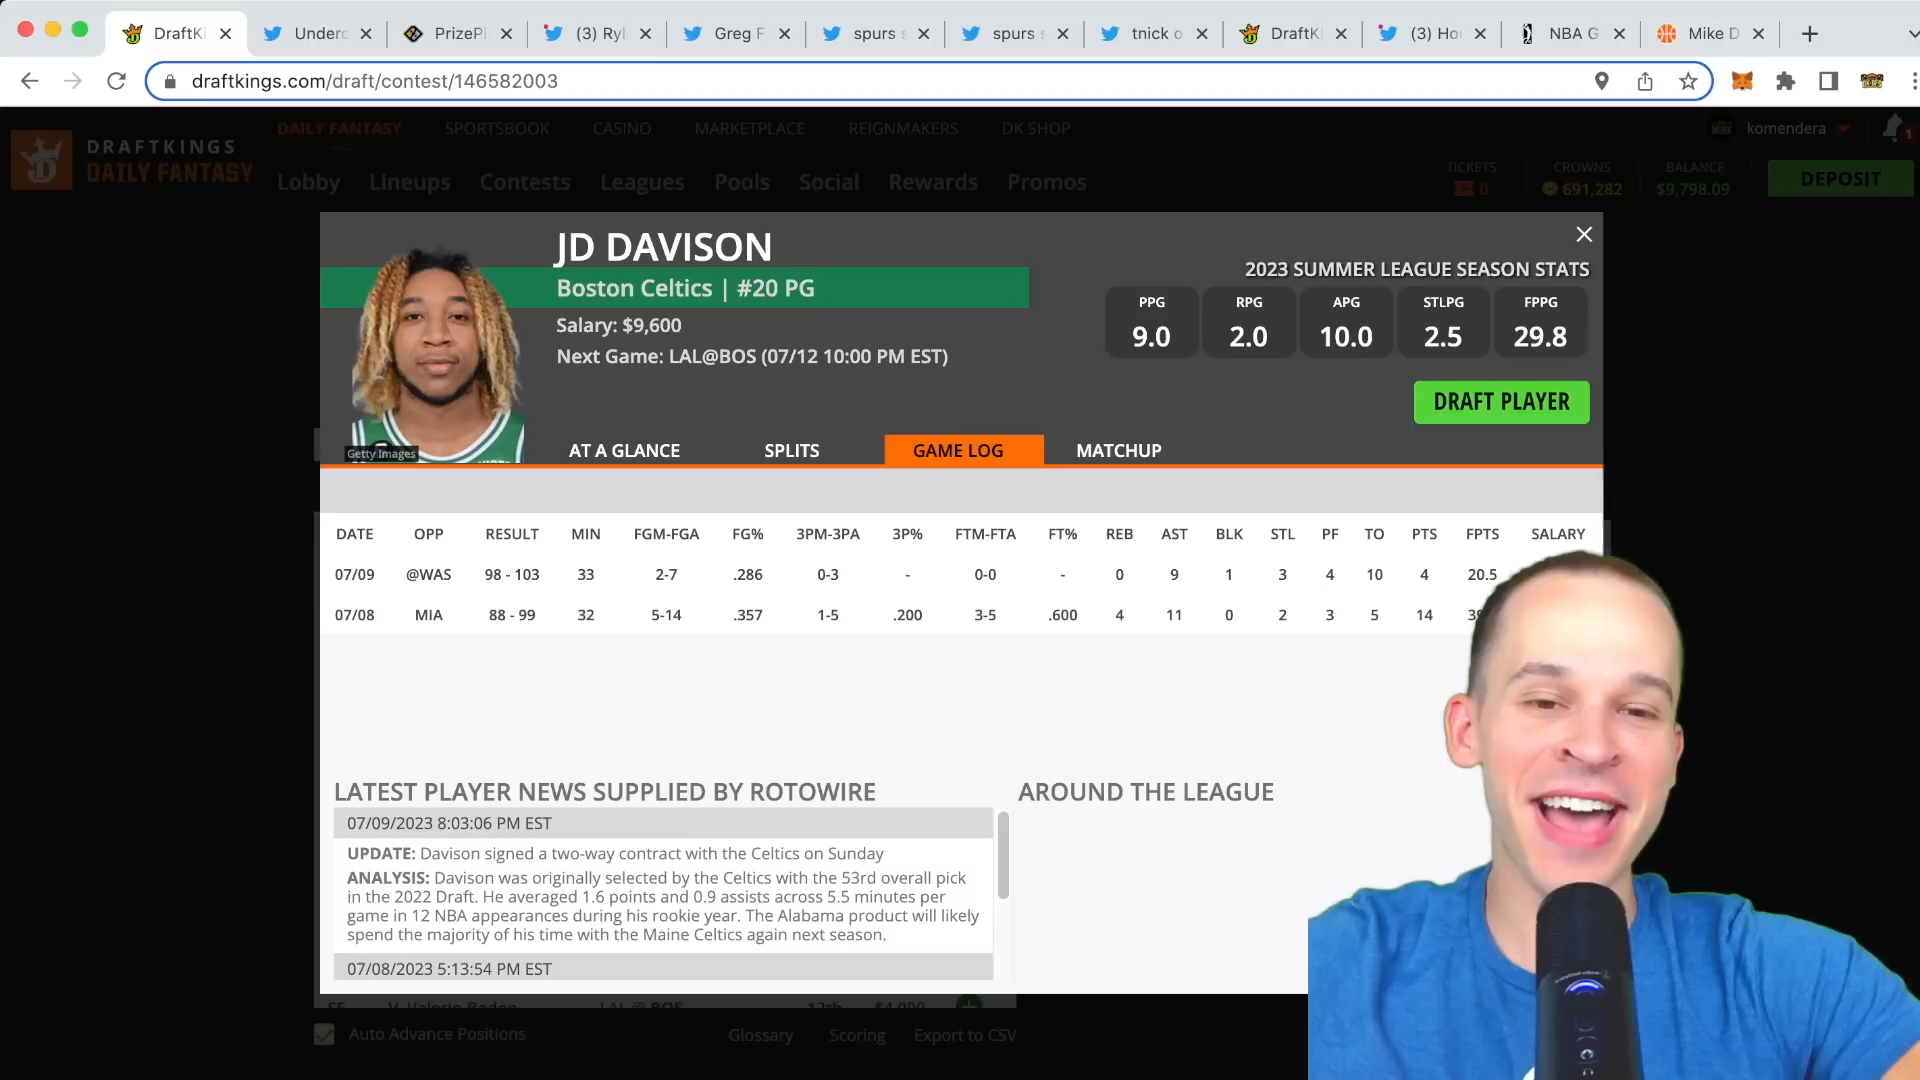 DraftKi
Underc
PrizePi
(3) Ryl
Greg F
spurs s
spurs s
tnick o
DraftKi
(3) Ho
NBA G
Mike D
draftkings.com/draft/contest/146582003
DRAFTKINGS
DAILY FANTASY
DAILY FANTASY SPORTSBOOK CASINO MARKETPLACE REIGNMAKERS DK SHOP
komendera
1
Lobby Lineups Contests Leagues Pools Social Rewards Promos
TICKETS
0
CROWNS
691,282
BALANCE
$9,798.09
DEPOSIT
JD DAVISON
Boston Celtics | #20 PG
Salary: $9,600
Next Game: LAL@BOS (07/12 10:00 PM EST)
Getty Images
2023 SUMMER LEAGUE SEASON STATS
PPG RPG APG STLPG FPPG
9.0 2.0 10.0 2.5 29.8
DRAFT PLAYER
AT A GLANCE SPLITS GAME LOG MATCHUP
DATE OPP RESULT MIN FGM-FGA FG% 3PM-3PA 3P% FTM-FTA FT% REB AST BLK STL PF TO PTS FPTS SALARY
07/09 @WAS 98 - 103 33 2-7 .286 0-3 - 0-0 - 0 9 1 3 4 10 4 20.5
07/08 MIA 88 - 99 32 5-14 .357 1-5 .200 3-5 .600 4 11 0 2 3 5 14
LATEST PLAYER NEWS SUPPLIED BY ROTOWIRE
07/09/2023 8:03:06 PM EST
UPDATE: Davison signed a two-way contract with the Celtics on Sunday
ANALYSIS: Davison was originally selected by the Celtics with the 53rd overall pick
in the 2022 Draft. He averaged 1.6 points and 0.9 assists across 5.5 minutes per
game in 12 NBA appearances during his rookie year. The Alabama product will likely
spend the majority of his time with the Maine Celtics again next season.
07/08/2023 5:13:54 PM EST
AROUND THE LEAGUE
LAL @ BOS 12th $4,000
Auto Advance Positions
Glossary Scoring Export to CSV